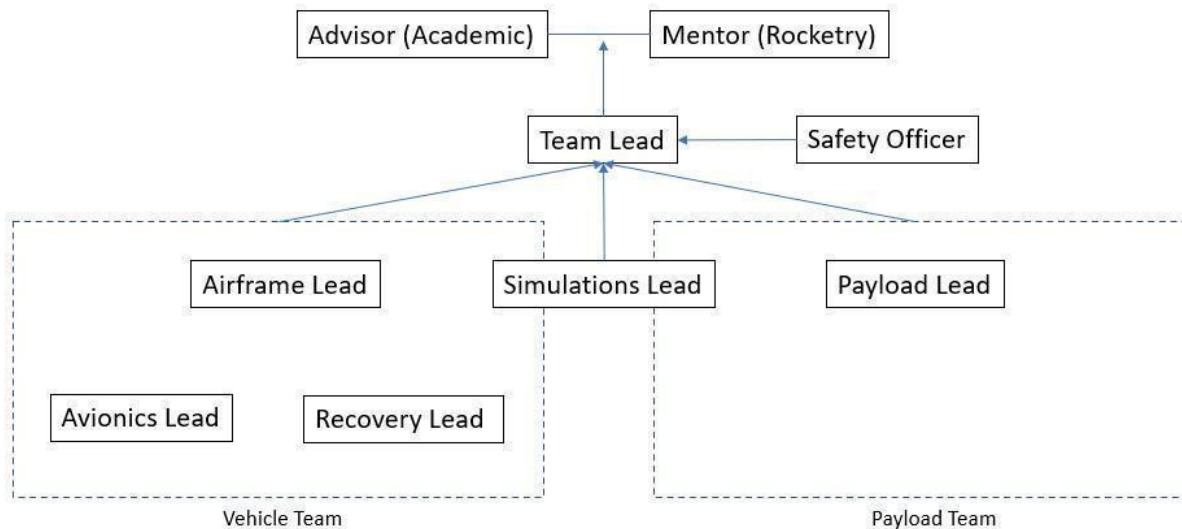 Advisor (Academic)
Mentor (Rocketry)
Team Lead
Safety Officer
Airframe Lead
Simulations Lead
Payload Lead
Avionics Lead
Recovery Lead
Vehicle Team
Payload Team